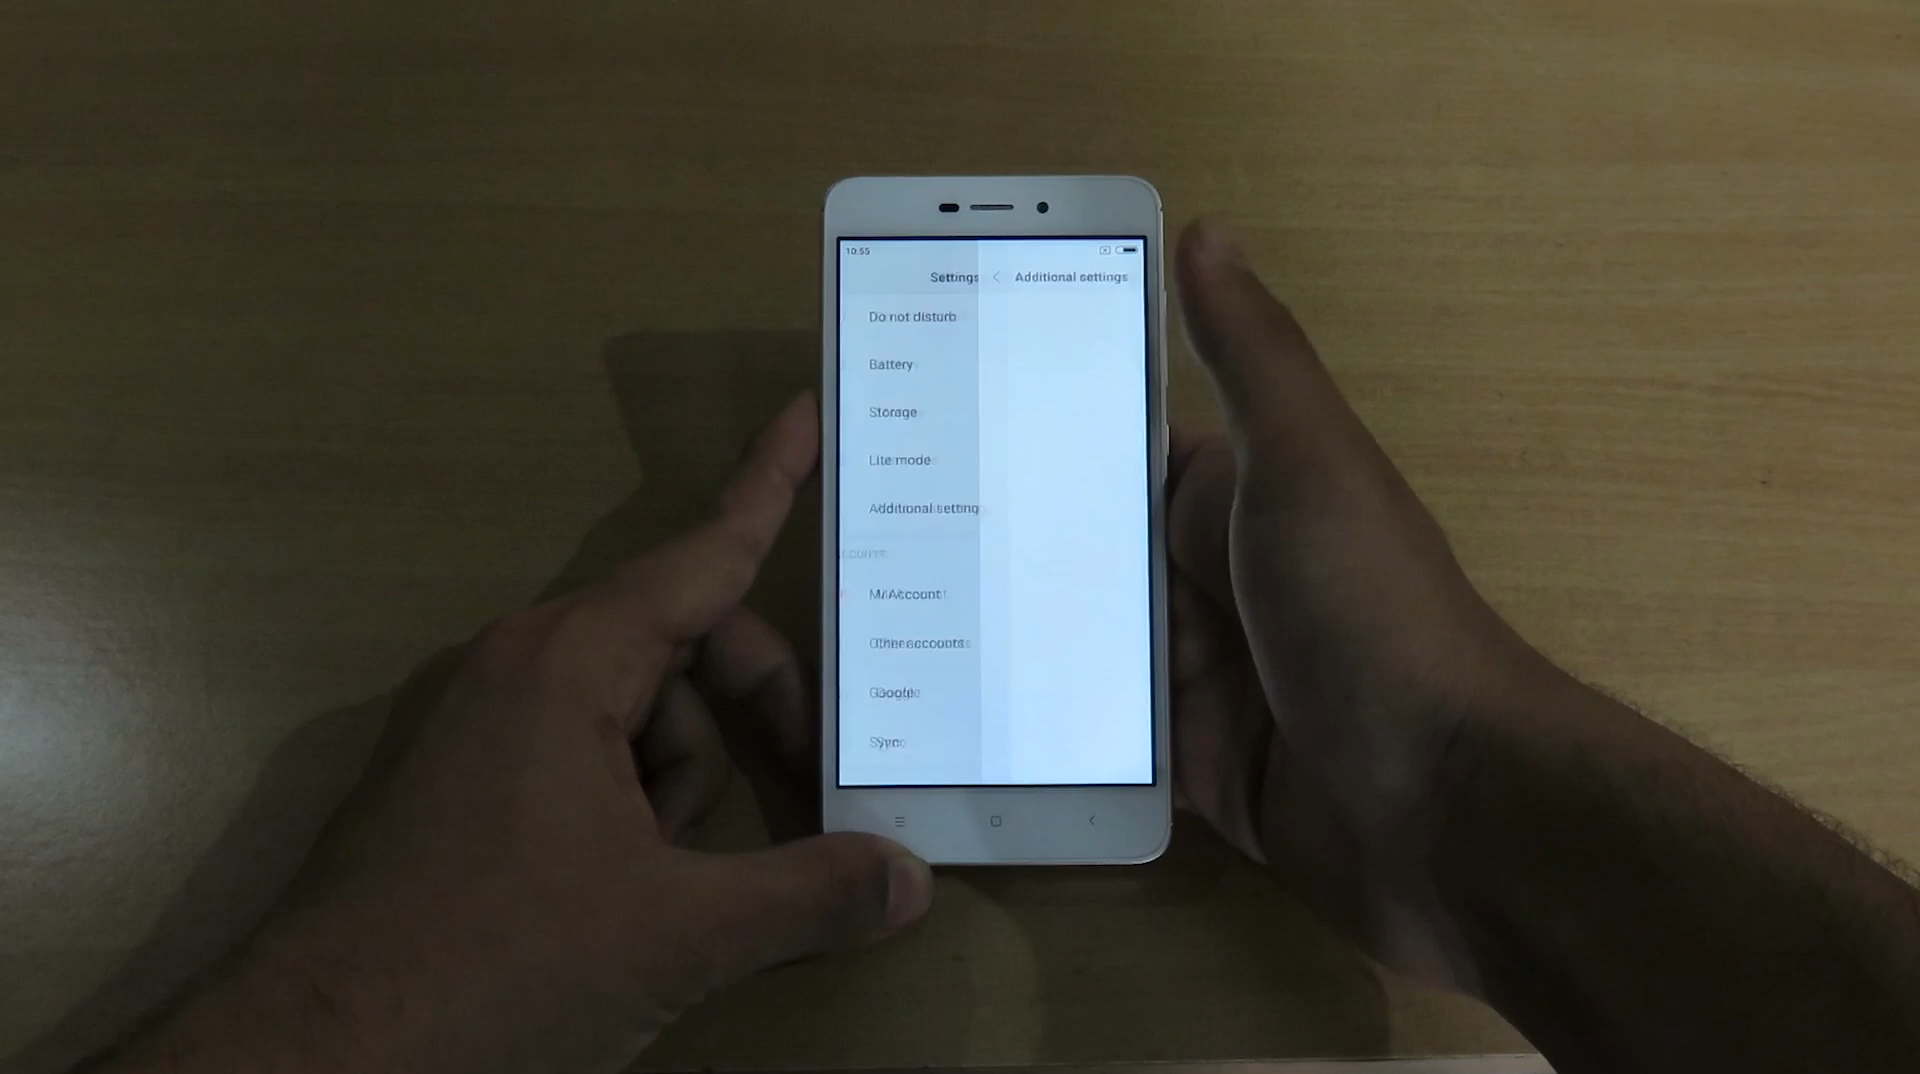 10:55
Settings
Additional settings
Do not disturb
Battery
Storage
Lite mode
Additional setting
COUNTS
Mi Account
Other accounts
Google
Sync